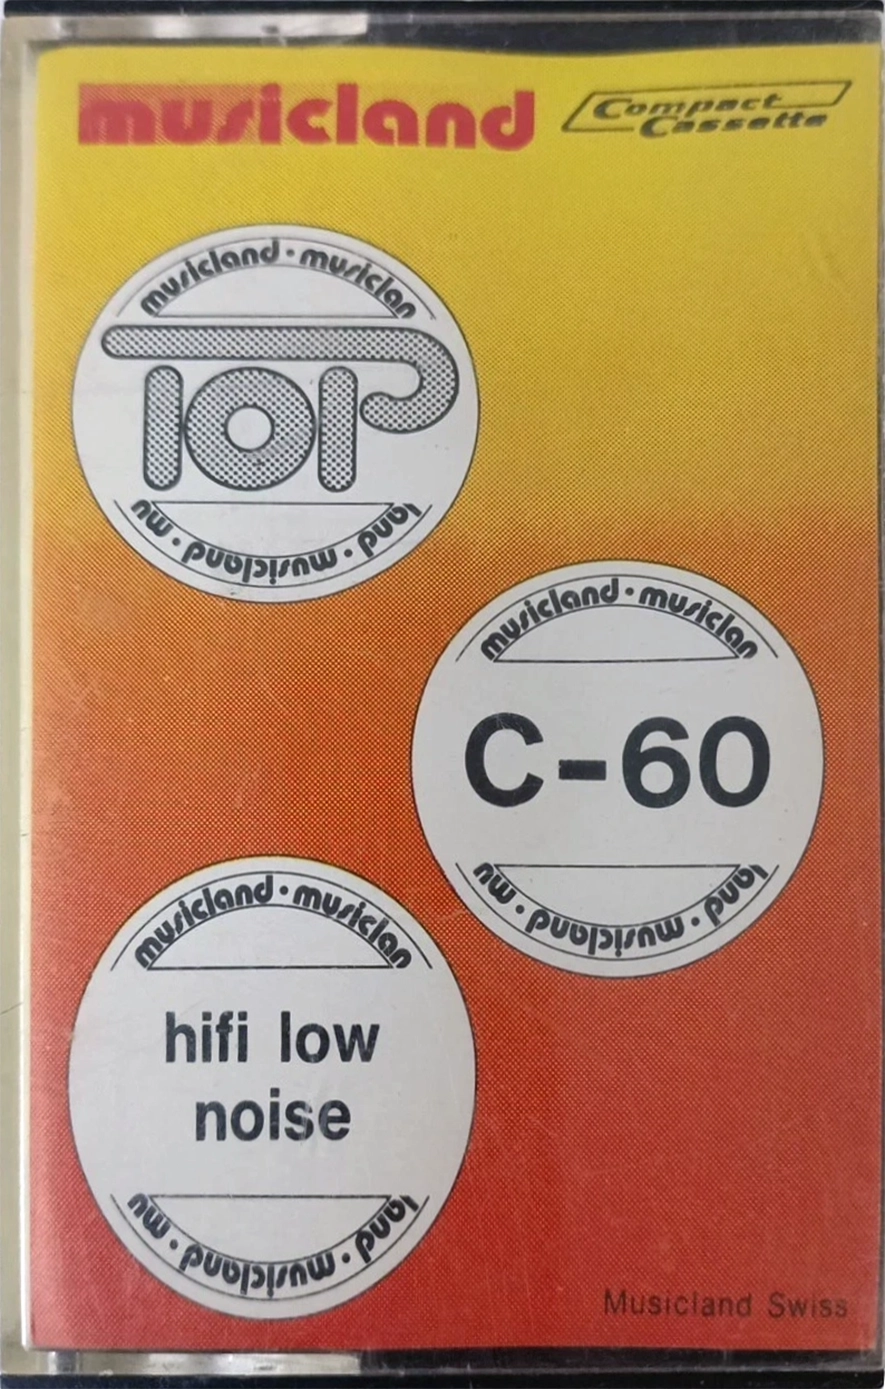 musicland
Compact
Cassette
musicland • musiclan
TOP
land • musicland • mu
musicland • musiclan
C-60
land • musicland • mu
musicland • musiclan
hifi low
noise
land • musicland • mu
Musicland Swiss